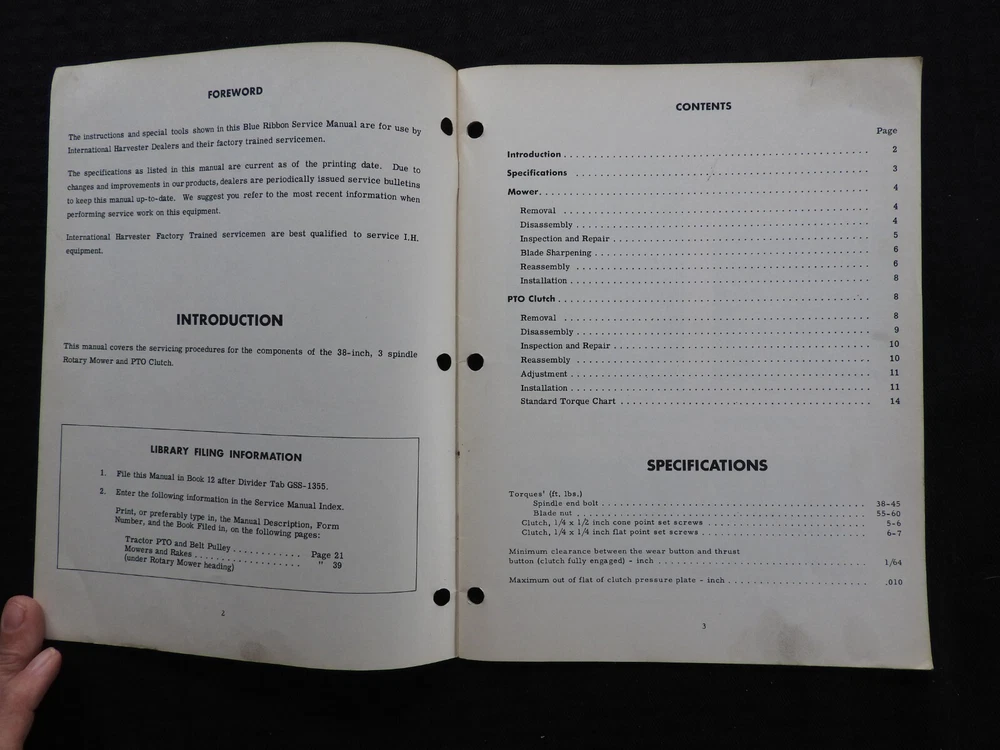 FOREWORD
The instructions and special tools shown in this Blue Ribbon Service Manual are for use by
International Harvester Dealers and their factory trained servicemen.
The specifications as listed in this manual are current as of the printing date. Due to
changes and improvements in our products, dealers are periodically issued service bulletins
to keep this manual up-to-date. We suggest you refer to the most recent information when
performing service work on this equipment.
International Harvester Factory Trained servicemen are best qualified to service I.H.
equipment.
INTRODUCTION
This manual covers the servicing procedures for the components of the 38-inch, 3 spindle
Rotary Mower and PTO Clutch.
LIBRARY FILING INFORMATION
1. File this Manual in Book 12 after Divider Tab GSS-1355.
2. Enter the following information in the Service Manual Index.
Print, or preferably type in, the Manual Description, Form
Number, and the Book Filed in, on the following pages:
Tractor PTO and Belt Pulley . . . . . . . . . . . . Page 21
Mowers and Rakes . . . . . . . . . . . . . . . . . . " 39
(under Rotary Mower heading)
2
CONTENTS
Page
Introduction . . . . . . . . . . 2
Specifications . . . . . . . . . . 3
Mower. . . . . . . . . . 4
Removal . . . . . . . . . . 4
Disassembly . . . . . . . . . . 4
Inspection and Repair . . . . . . . . . . 5
Blade Sharpening . . . . . . . . . . 6
Reassembly . . . . . . . . . . 6
Installation . . . . . . . . . . 8
PTO Clutch . . . . . . . . . . 8
Removal . . . . . . . . . . 8
Disassembly . . . . . . . . . . 9
Inspection and Repair . . . . . . . . . . 10
Reassembly . . . . . . . . . . 10
Adjustment . . . . . . . . . . 11
Installation . . . . . . . . . . 11
Standard Torque Chart . . . . . . . . . . 14
SPECIFICATIONS
Torques' (ft. lbs.)
Spindle end bolt . . . . . . . . . . 38-45
Blade nut . . . . . . . . . . 55-60
Clutch, 1/4 x 1/2 inch cone point set screws . . . . . . . . . . 5-6
Clutch, 1/4 x 1/4 inch flat point set screws . . . . . . . . . . 6-7
Minimum clearance between the wear button and thrust
button (clutch fully engaged) - inch . . . . . . . . . . 1/64
Maximum out of flat of clutch pressure plate - inch . . . . . . . . . . .010
3